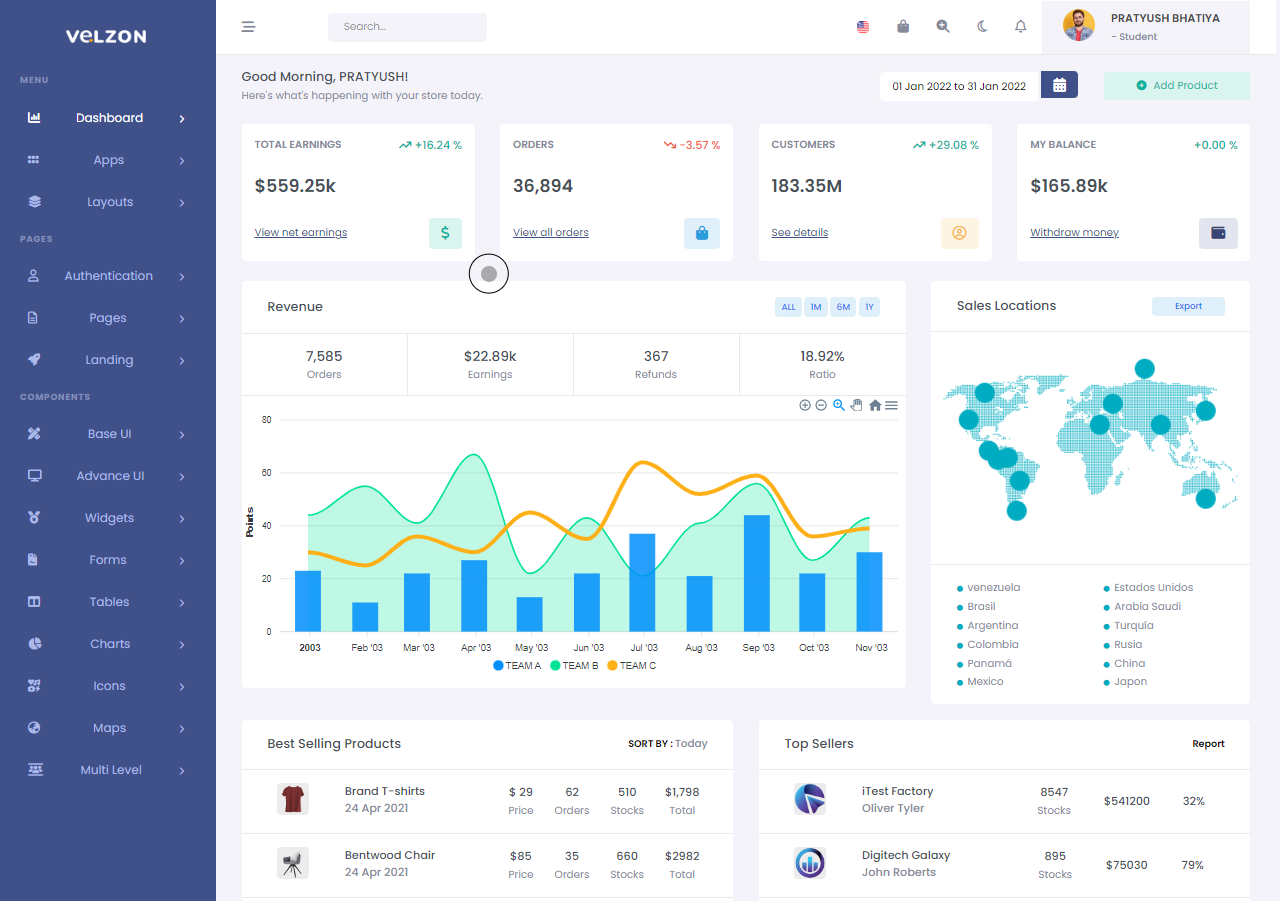 VELZON
Search...
PRATYUSH BHATIYA
- Student
MENU
Dashboard
Apps
Layouts
PAGES
Authentication
Pages
Landing
COMPONENTS
Base UI
Advance UI
Widgets
Forms
Tables
Charts
Icons
Maps
Multi Level
Good Morning, PRATYUSH!
Here's what's happening with your store today.
01 Jan 2022 to 31 Jan 2022
Add Product
TOTAL EARNINGS
+16.24 %
$559.25k
View net earnings
ORDERS
-3.57 %
36,894
View all orders
CUSTOMERS
+29.08 %
183.35M
See details
MY BALANCE
+0.00 %
$165.89k
Withdraw money
Revenue
ALL 1M 6M 1Y
7,585 $22.89k 367 18.92%
Orders Earnings Refunds Ratio
80
60
40
20
0
Points
2003 Feb '03 Mar '03 Apr '03 May '03 Jun '03 Jul '03 Aug '03 Sep '03 Oct '03 Nov '03
TEAM A TEAM B TEAM C
Sales Locations
Export
venezuela
Brasil
Argentina
Colombia
Panamá
Mexico
Estados Unidos
Arabia Saudi
Turquía
Rusia
China
Japon
Best Selling Products
SORT BY : Today
Brand T-shirts $ 29 62 510 $1,798
24 Apr 2021 Price Orders Stocks Total
Bentwood Chair $85 35 660 $2982
24 Apr 2021 Price Orders Stocks Total
Top Sellers
Report
iTest Factory 8547 $541200 32%
Oliver Tyler Stocks
Digitech Galaxy 895 $75030 79%
John Roberts Stocks